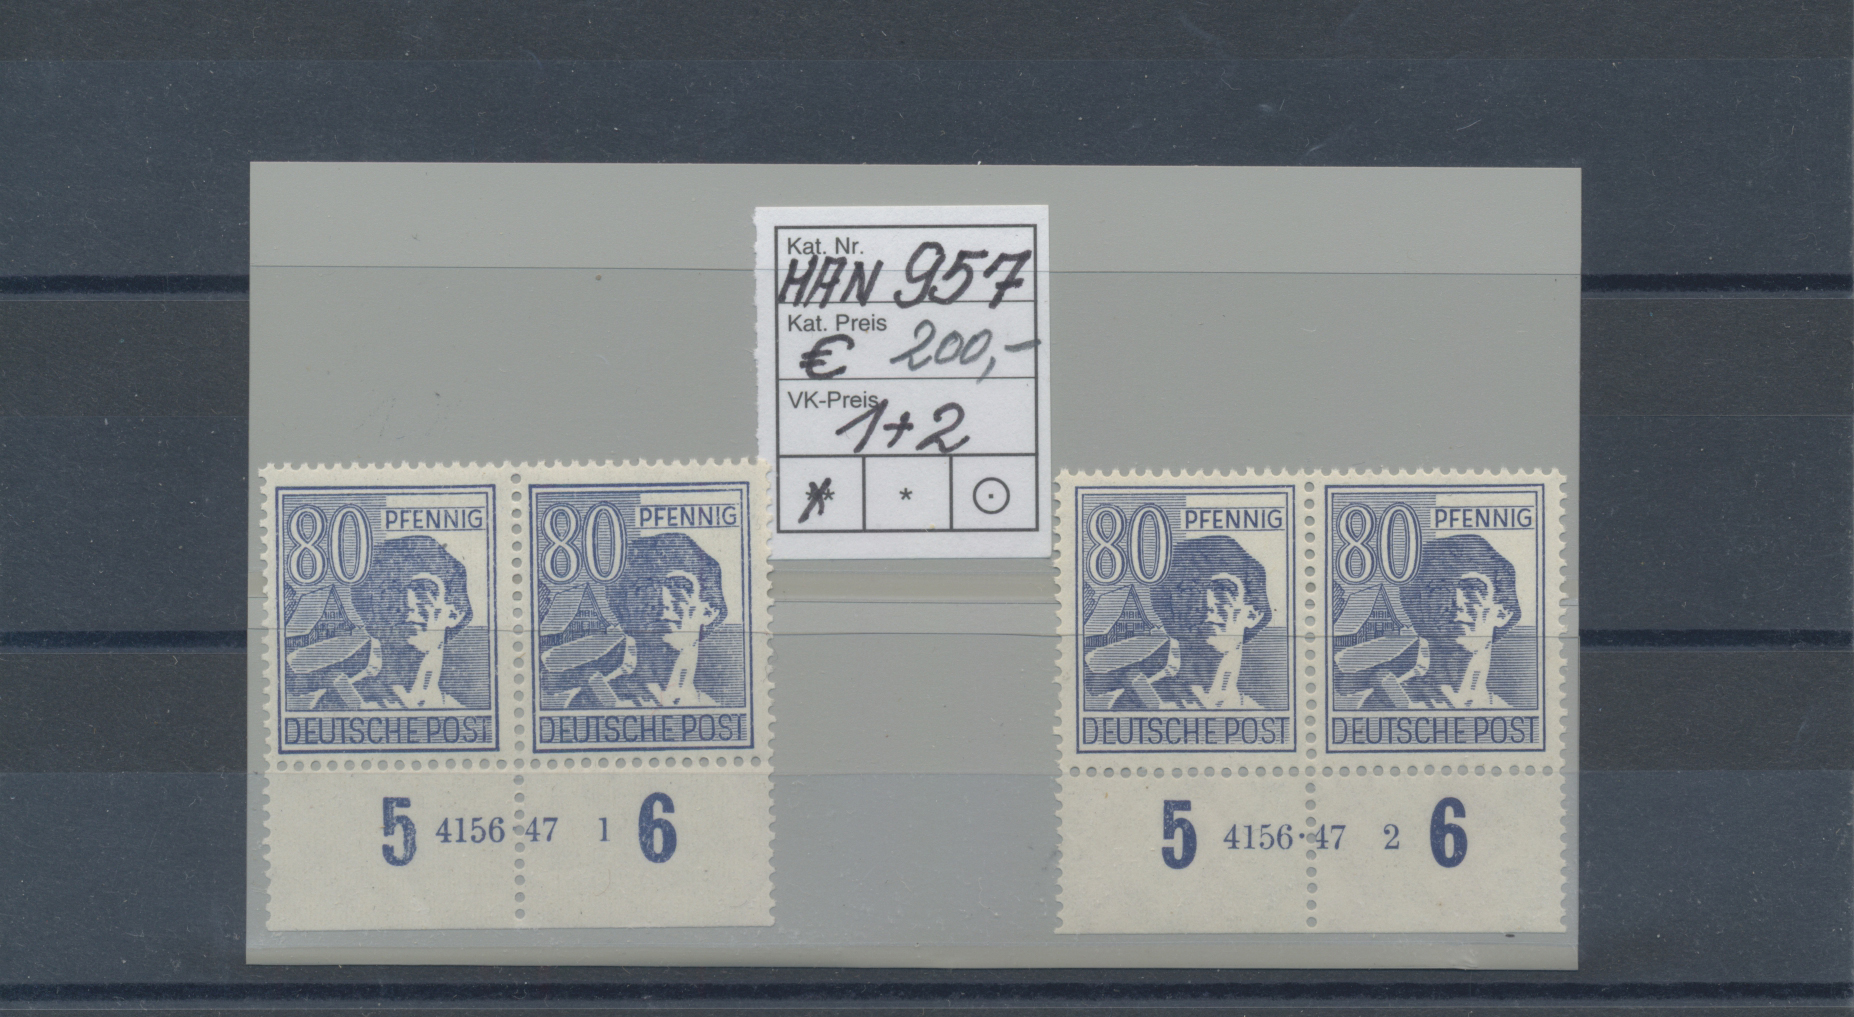 Kat. Nr.
HAN 957
Kat. Preis
€ 200,-
VK-Preis
1+2
** *
80 PFENNIG
DEUTSCHE POST
80 PFENNIG
DEUTSCHE POST
5 4156·47 1 6
80 PFENNIG
DEUTSCHE POST
80 PFENNIG
DEUTSCHE POST
5 4156·47 2 6